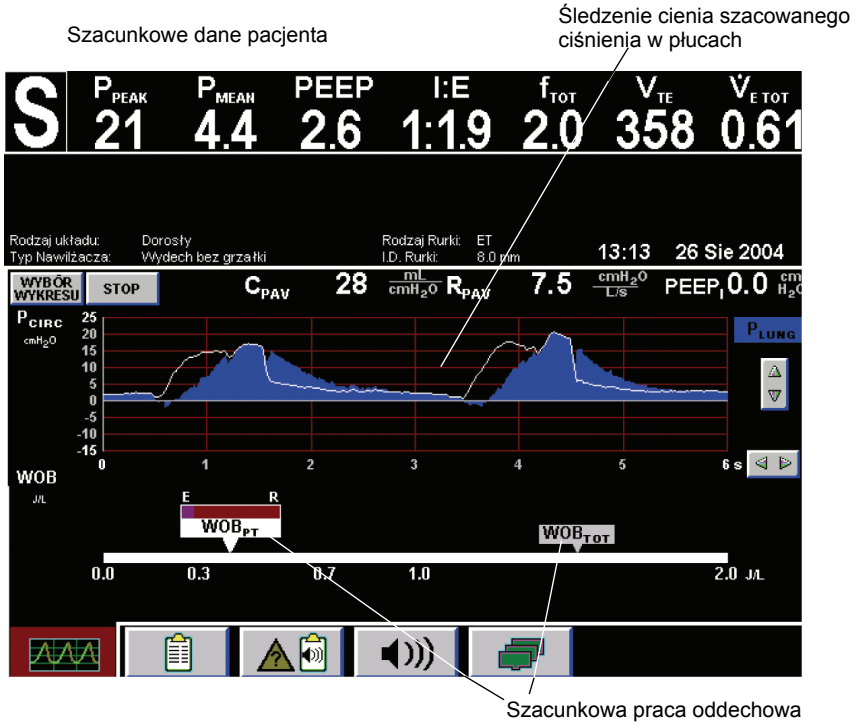 Śledzenie cienia szacowanego
ciśnienia w płucach
Szacunkowe dane pacjenta
S PPEAK PMEAN PEEP I:E fTOT VTE V̇E TOT
21 4.4 2.6 1:1.9 2.0 358 0.61
Rodzaj układu: Dorosły Rodzaj Rurki: ET
Typ Nawilżacza: Wydech bez grzałki I.D. Rurki: 8.0 mm 13:13 26 Sie 2004
WYBÓR WYKRESU STOP CPAV 28 mL/cmH2O RPAV 7.5 cmH2O/L/s PEEPI 0.0 cm H2O
PCIRC
cmH2O
PLUNG
25
20
15
10
5
0
-5
-10
-15
0 1 2 3 4 5 6 s
WOB
J/L
E R
WOBPT
WOBTOT
0.0 0.3 0.7 1.0 2.0 J/L
?
Szacunkowa praca oddechowa